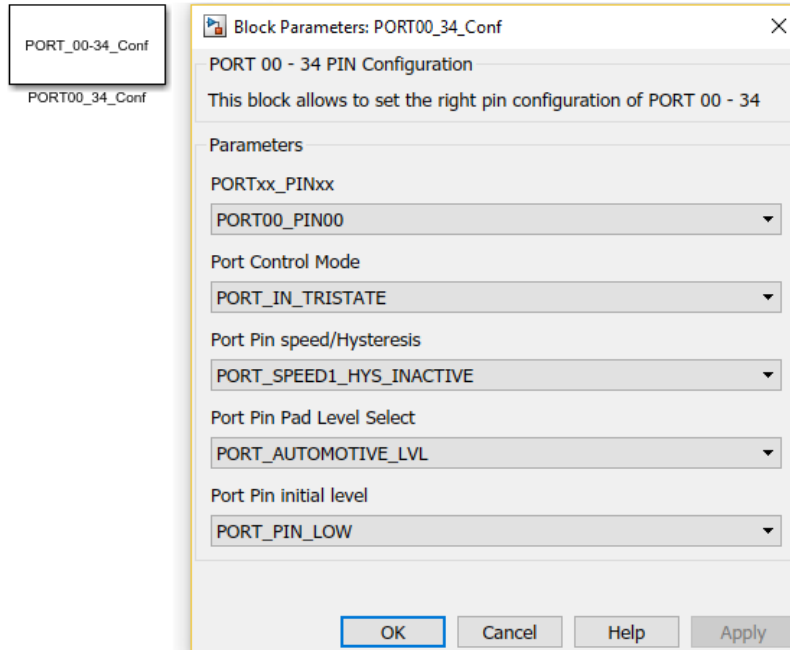 PORT_00-34_Conf
PORT00_34_Conf
Block Parameters: PORT00_34_Conf
PORT 00 - 34 PIN Configuration
This block allows to set the right pin configuration of PORT 00 - 34
Parameters
PORTxx_PINxx
PORT00_PIN00
Port Control Mode
PORT_IN_TRISTATE
Port Pin speed/Hysteresis
PORT_SPEED1_HYS_INACTIVE
Port Pin Pad Level Select
PORT_AUTOMOTIVE_LVL
Port Pin initial level
PORT_PIN_LOW
OK Cancel Help Apply